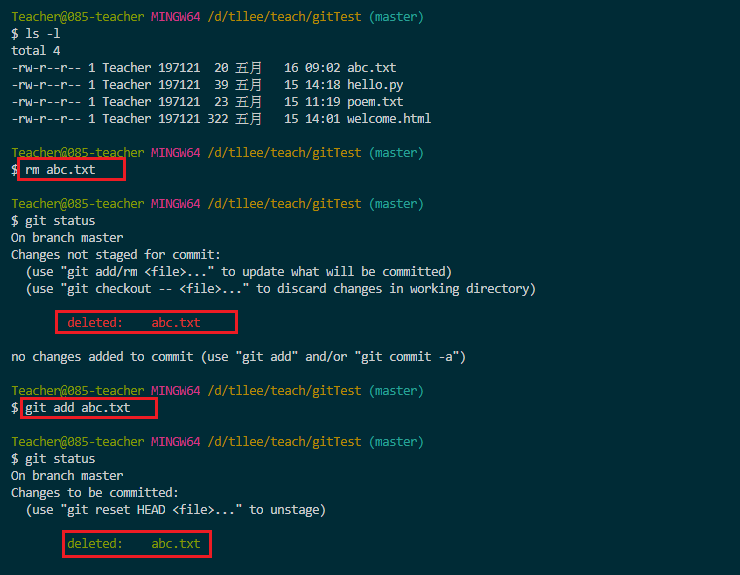 Teacher@085-teacher MINGW64 /d/tllee/teach/gitTest (master)
$ ls -l
total 4
-rw-r--r-- 1 Teacher 197121  20 五月   16 09:02 abc.txt
-rw-r--r-- 1 Teacher 197121  39 五月   15 14:18 hello.py
-rw-r--r-- 1 Teacher 197121  23 五月   15 11:19 poem.txt
-rw-r--r-- 1 Teacher 197121 322 五月   15 14:01 welcome.html
Teacher@085-teacher MINGW64 /d/tllee/teach/gitTest (master)
$ rm abc.txt
Teacher@085-teacher MINGW64 /d/tllee/teach/gitTest (master)
$ git status
On branch master
Changes not staged for commit:
  (use "git add/rm <file>..." to update what will be committed)
  (use "git checkout -- <file>..." to discard changes in working directory)
        deleted:    abc.txt
no changes added to commit (use "git add" and/or "git commit -a")
Teacher@085-teacher MINGW64 /d/tllee/teach/gitTest (master)
$ git add abc.txt
Teacher@085-teacher MINGW64 /d/tllee/teach/gitTest (master)
$ git status
On branch master
Changes to be committed:
  (use "git reset HEAD <file>..." to unstage)
        deleted:    abc.txt